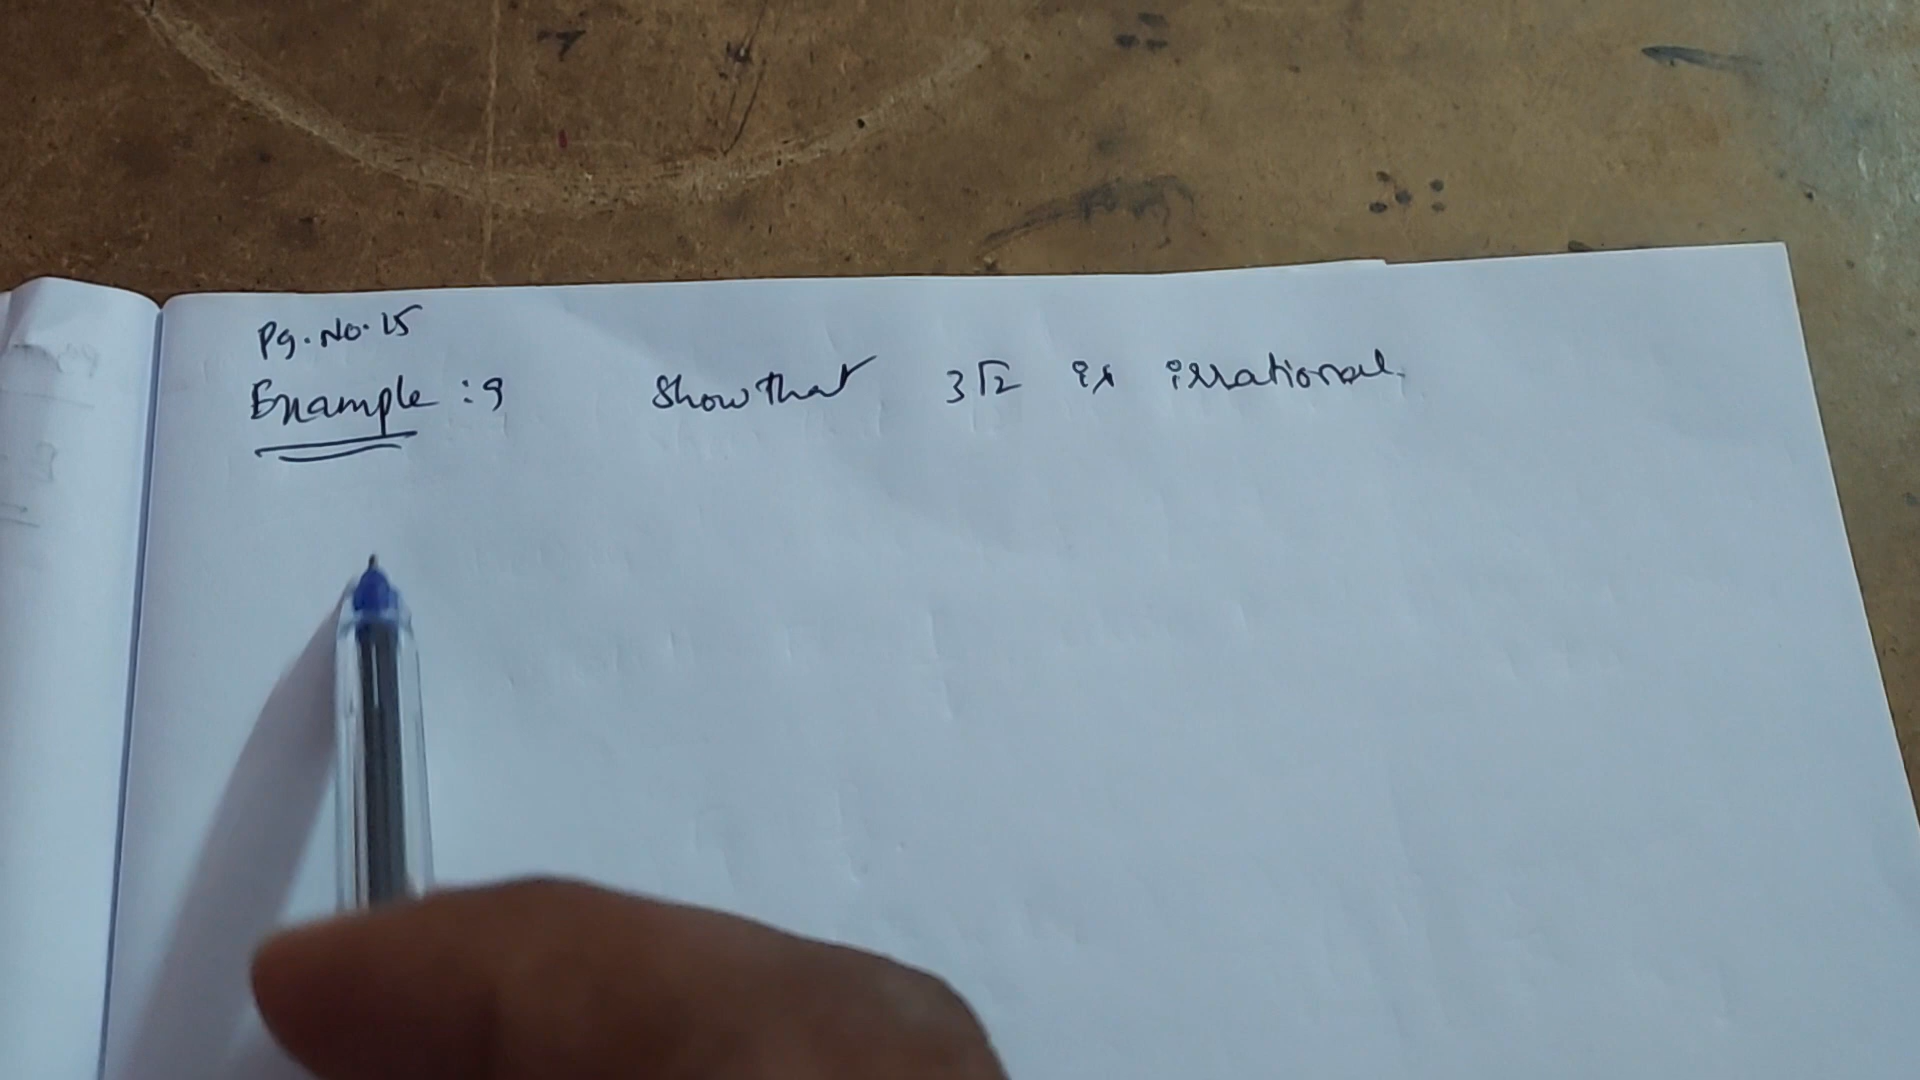 Pg. No. 15
Example : 9 Show that 3√2 is irrational.